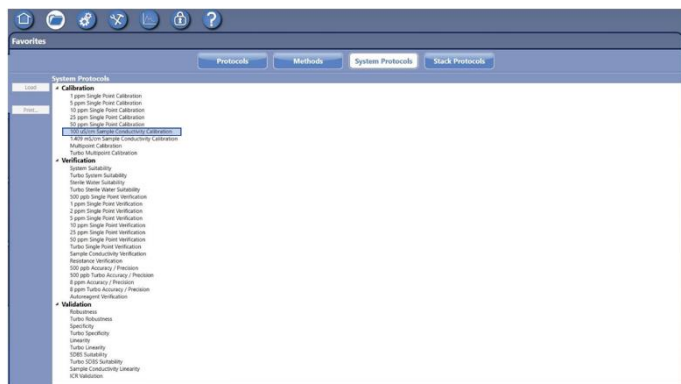 ?
Favorites
Protocols
Methods
System Protocols
Stack Protocols
System Protocols
Load
Print...
Calibration
1 ppm Single Point Calibration
5 ppm Single Point Calibration
10 ppm Single Point Calibration
25 ppm Single Point Calibration
50 ppm Single Point Calibration
100 uS/cm Sample Conductivity Calibration
1.409 mS/cm Sample Conductivity Calibration
Multipoint Calibration
Turbo Multipoint Calibration
Verification
System Suitability
Turbo System Suitability
Sterile Water Suitability
Turbo Sterile Water Suitability
500 ppb Single Point Verification
1 ppm Single Point Verification
2 ppm Single Point Verification
5 ppm Single Point Verification
10 ppm Single Point Verification
25 ppm Single Point Verification
50 ppm Single Point Verification
Turbo Single Point Verification
Sample Conductivity Verification
Resistance Verification
500 ppb Accuracy / Precision
500 ppb Turbo Accuracy / Precision
8 ppm Accuracy / Precision
8 ppm Turbo Accuracy / Precision
Autoreagent Verification
Validation
Robustness
Turbo Robustness
Specificity
Turbo Specificity
Linearity
Turbo Linearity
SDBS Suitability
Turbo SDBS Suitability
Sample Conductivity Linearity
ICR Validation